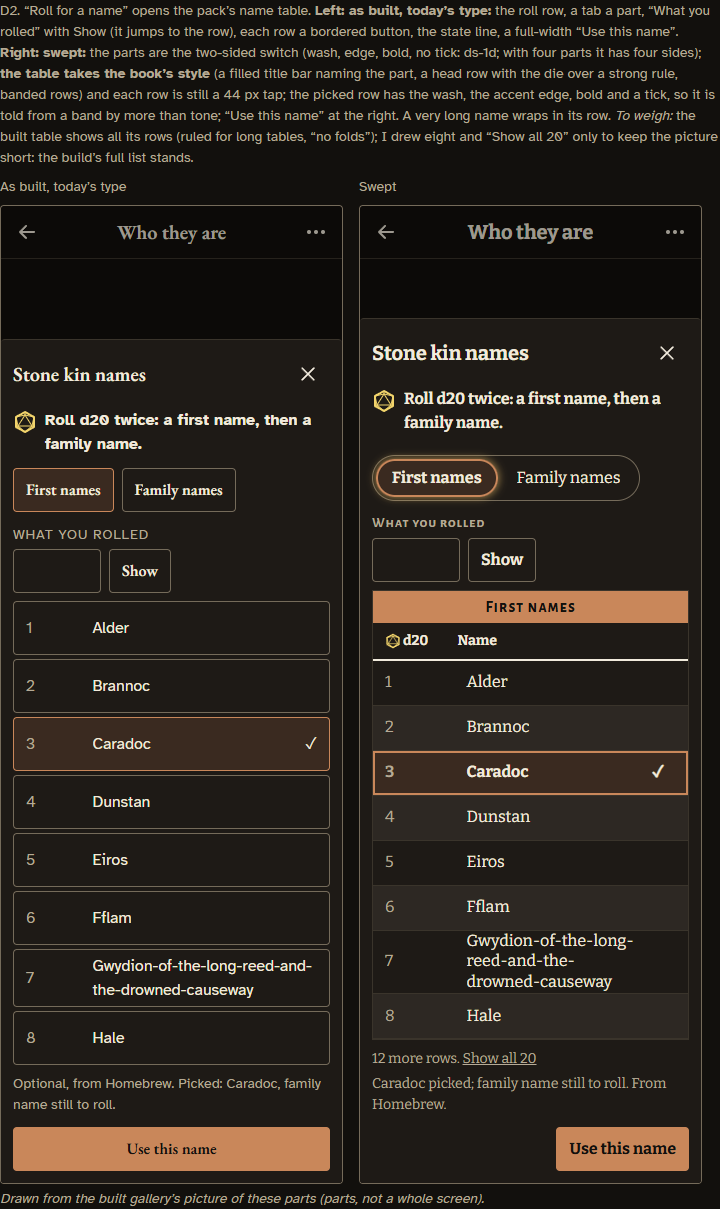 D2. “Roll for a name” opens the pack’s name table. Left: as built, today’s type: the roll row, a tab a part, “What you
rolled” with Show (it jumps to the row), each row a bordered button, the state line, a full-width “Use this name”.
Right: swept: the parts are the two-sided switch (wash, edge, bold, no tick: ds-1d; with four parts it has four sides);
the table takes the book’s style (a filled title bar naming the part, a head row with the die over a strong rule,
banded rows) and each row is still a 44 px tap; the picked row has the wash, the accent edge, bold and a tick, so it is
told from a band by more than tone; “Use this name” at the right. A very long name wraps in its row. To weigh: the
built table shows all its rows (ruled for long tables, “no folds”); I drew eight and “Show all 20” only to keep the picture
short: the build’s full list stands.
As built, today’s type
Who they are
Stone kin names
Roll d20 twice: a first name, then a
family name.
First names
Family names
WHAT YOU ROLLED
Show
1 Alder
2 Brannoc
3 Caradoc ✓
4 Dunstan
5 Eiros
6 Fflam
7 Gwydion-of-the-long-reed-and-
the-drowned-causeway
8 Hale
Optional, from Homebrew. Picked: Caradoc, family
name still to roll.
Use this name
Swept
Who they are
Stone kin names
Roll d20 twice: a first name, then a
family name.
First names
Family names
WHAT YOU ROLLED
Show
FIRST NAMES
d20 Name
1 Alder
2 Brannoc
3 Caradoc ✓
4 Dunstan
5 Eiros
6 Fflam
7 Gwydion-of-the-long-
reed-and-the-
drowned-causeway
8 Hale
12 more rows. Show all 20
Caradoc picked; family name still to roll. From
Homebrew.
Use this name
Drawn from the built gallery’s picture of these parts (parts, not a whole screen).